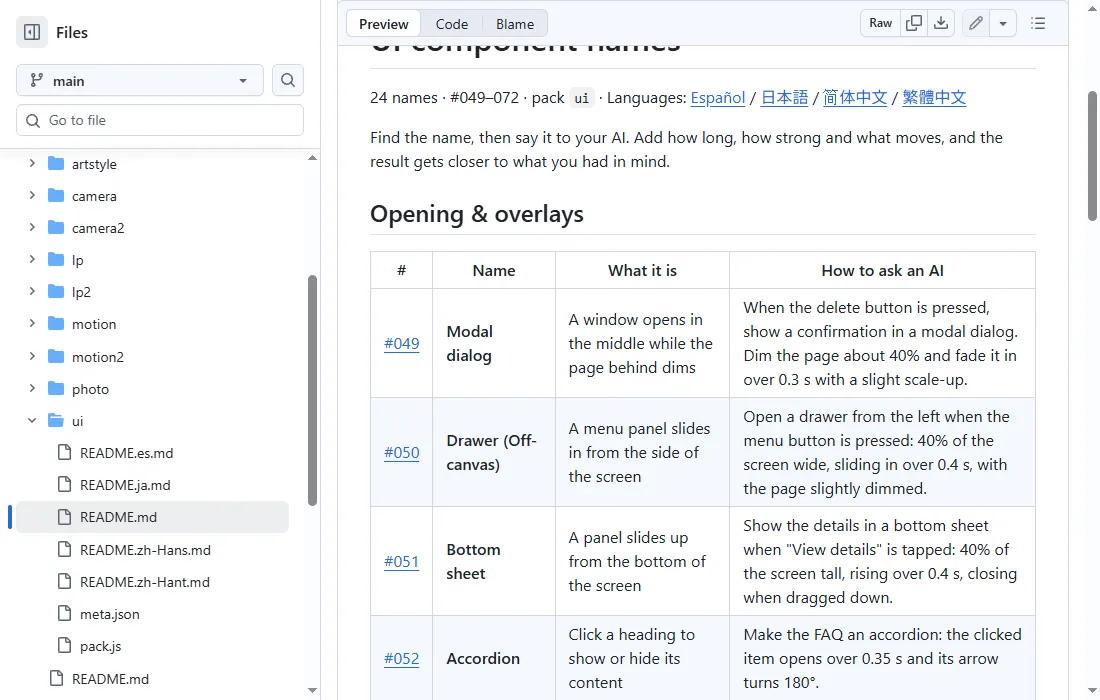 Files
main
Go to file
artstyle
camera
camera2
lp
lp2
motion
motion2
photo
ui
README.es.md
README.ja.md
README.md
README.zh-Hans.md
README.zh-Hant.md
meta.json
pack.js
README.md
Preview
Code
Blame
Raw
UI component names
24 names · #049–072 · pack ui · Languages: Español / 日本語 / 简体中文 / 繁體中文
Find the name, then say it to your AI. Add how long, how strong and what moves, and the
result gets closer to what you had in mind.
Opening & overlays
# Name What it is How to ask an AI
#049
Modal
dialog
A window opens in
the middle while the
page behind dims
When the delete button is pressed,
show a confirmation in a modal dialog.
Dim the page about 40% and fade it in
over 0.3 s with a slight scale-up.
#050
Drawer (Off-
canvas)
A menu panel slides
in from the side of
the screen
Open a drawer from the left when the
menu button is pressed: 40% of the
screen wide, sliding in over 0.4 s, with
the page slightly dimmed.
#051
Bottom
sheet
A panel slides up
from the bottom of
the screen
Show the details in a bottom sheet
when "View details" is tapped: 40% of
the screen tall, rising over 0.4 s, closing
when dragged down.
#052
Accordion
Click a heading to
show or hide its
content
Make the FAQ an accordion: the clicked
item opens over 0.35 s and its arrow
turns 180°.